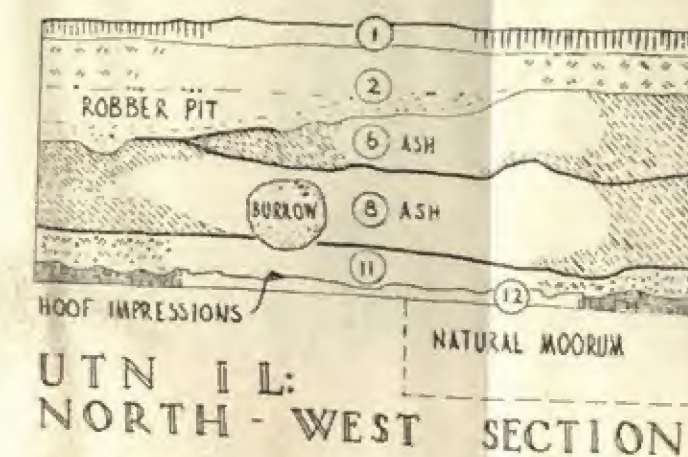 1
2
ROBBER PIT
6 ASH
BURROW
8 ASH
11
12
HOOF IMPRESSIONS
NATURAL MOORUM
UTN I L:
NORTH-WEST SECTION